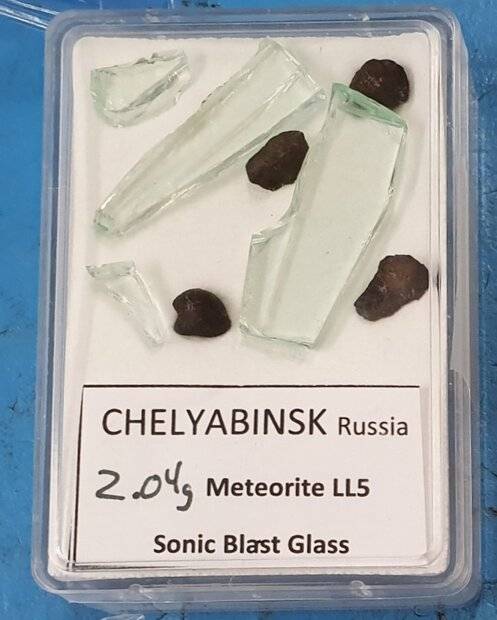 CHELYABINSK Russia
2.04g Meteorite LL5
Sonic Blast Glass